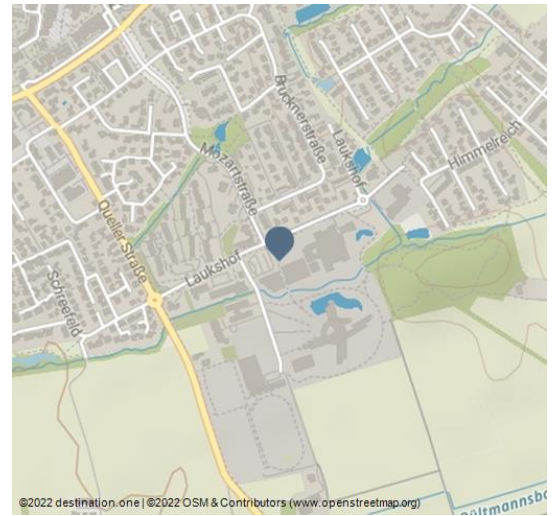 Brucknerstraße
Laukshof
Himmelreich
Mozartstraße
Queller Straße
Laukshof
Schreefeld
©2022 destination.one | ©2022 OSM & Contributors (www.openstreetmap.org)